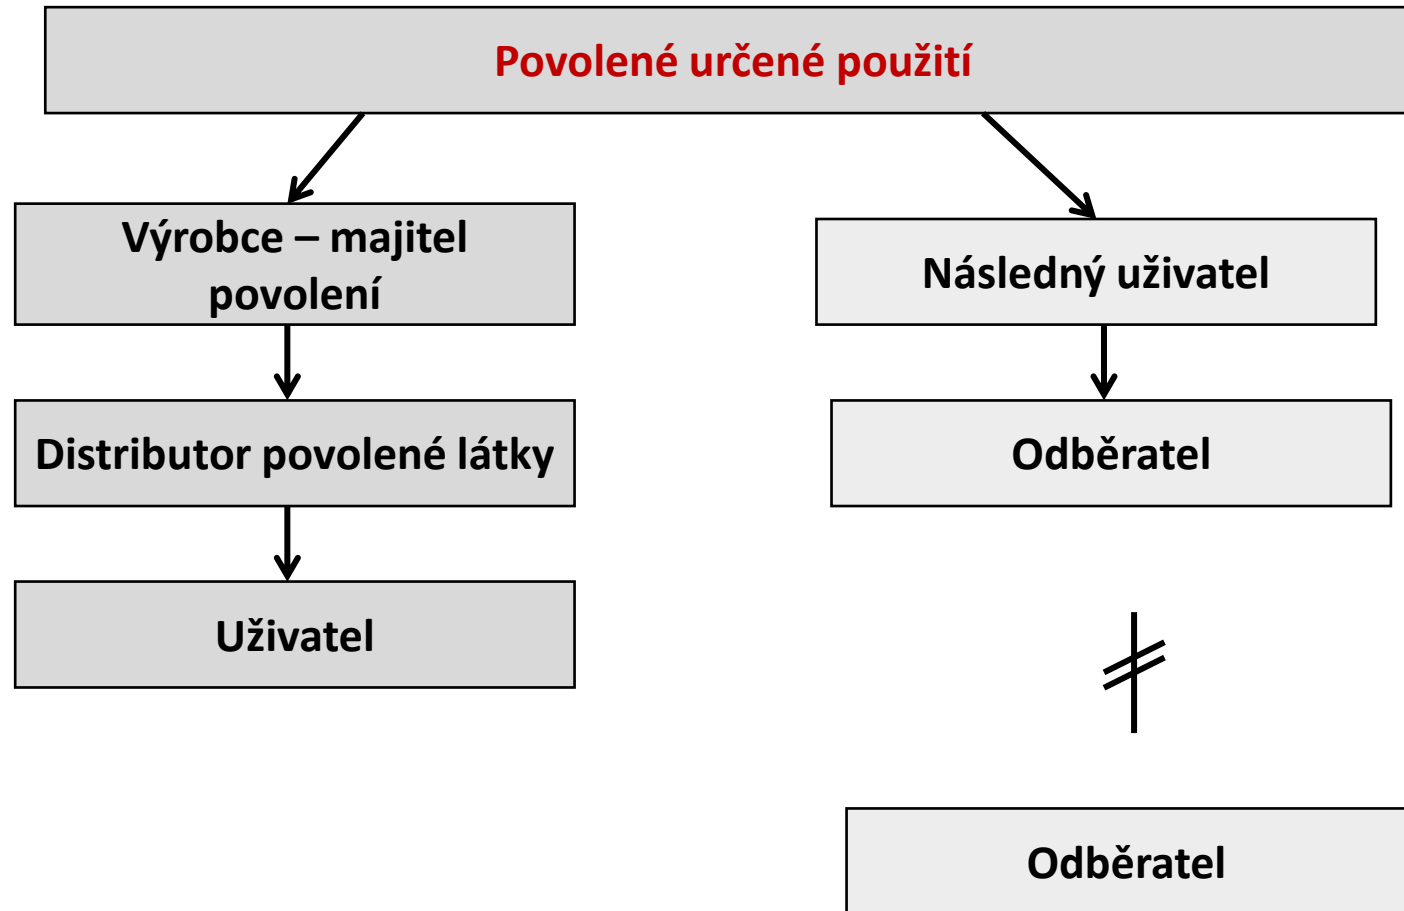 Povolené určené použití
Výrobce – majitel
povolení
Následný uživatel
Distributor povolené látky
Odběratel
Uživatel
Odběratel